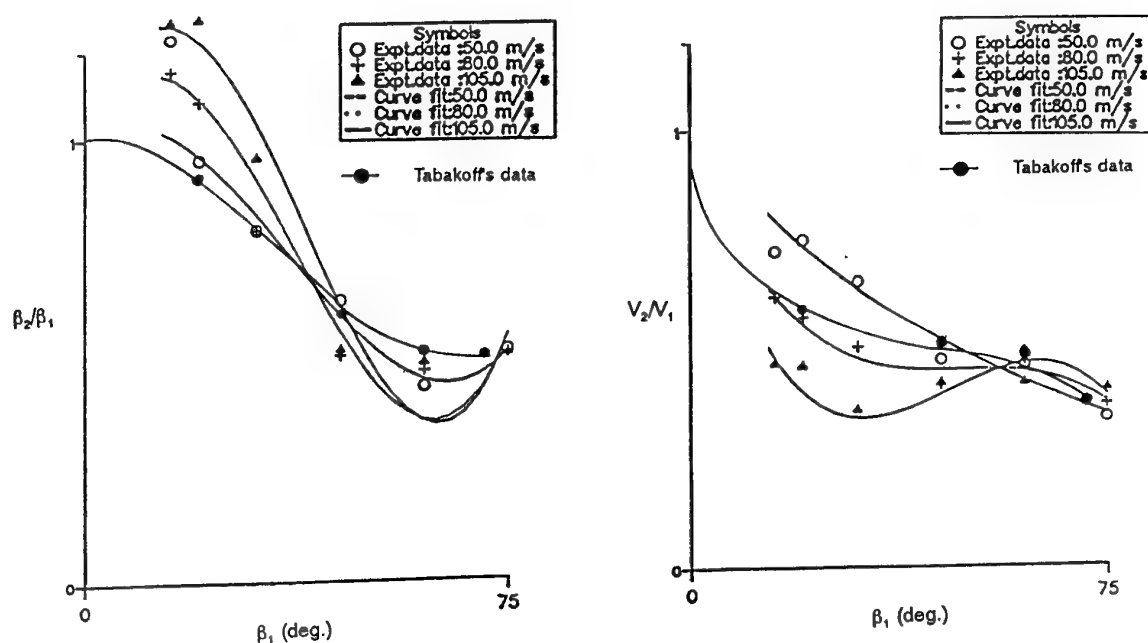 Symbols
Expt.data :50.0 m/s
Expt.data :80.0 m/s
Expt.data :105.0 m/s
Curve fit:50.0 m/s
Curve fit:80.0 m/s
Curve fit:105.0 m/s
Tabakoff's data
1
β₂/β₁
0
0
75
β₁ (deg.)
Symbols
Expt.data :50.0 m/s
Expt.data :80.0 m/s
Expt.data :105.0 m/s
Curve fit:50.0 m/s
Curve fit:80.0 m/s
Curve fit:105.0 m/s
Tabakoff's data
1
V₂/V₁
0
0
75
β₁ (deg.)